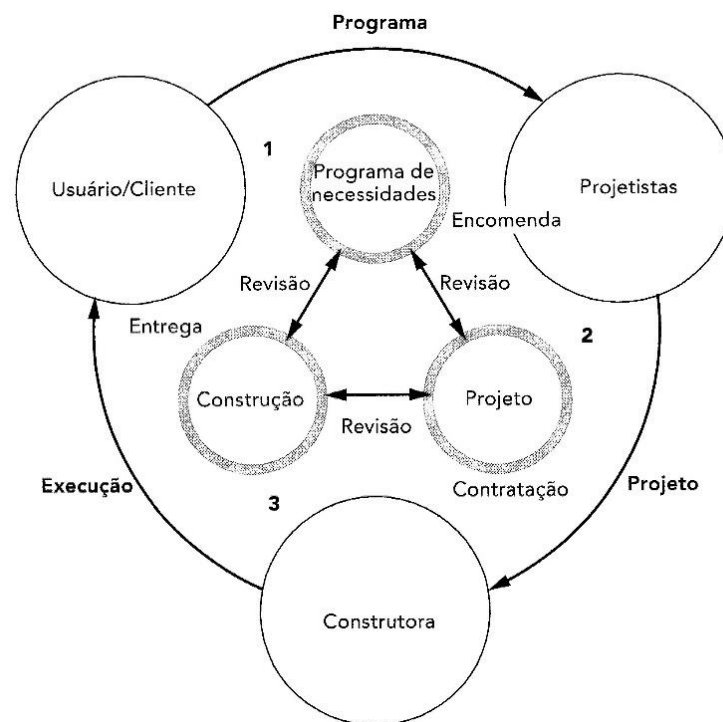 Programa
1
Programa de
necessidades
Usuário/Cliente
Projetistas
Encomenda
Revisão
Revisão
Entrega
2
Construção
Projeto
Revisão
Execução
3
Contratação
Projeto
Construtora